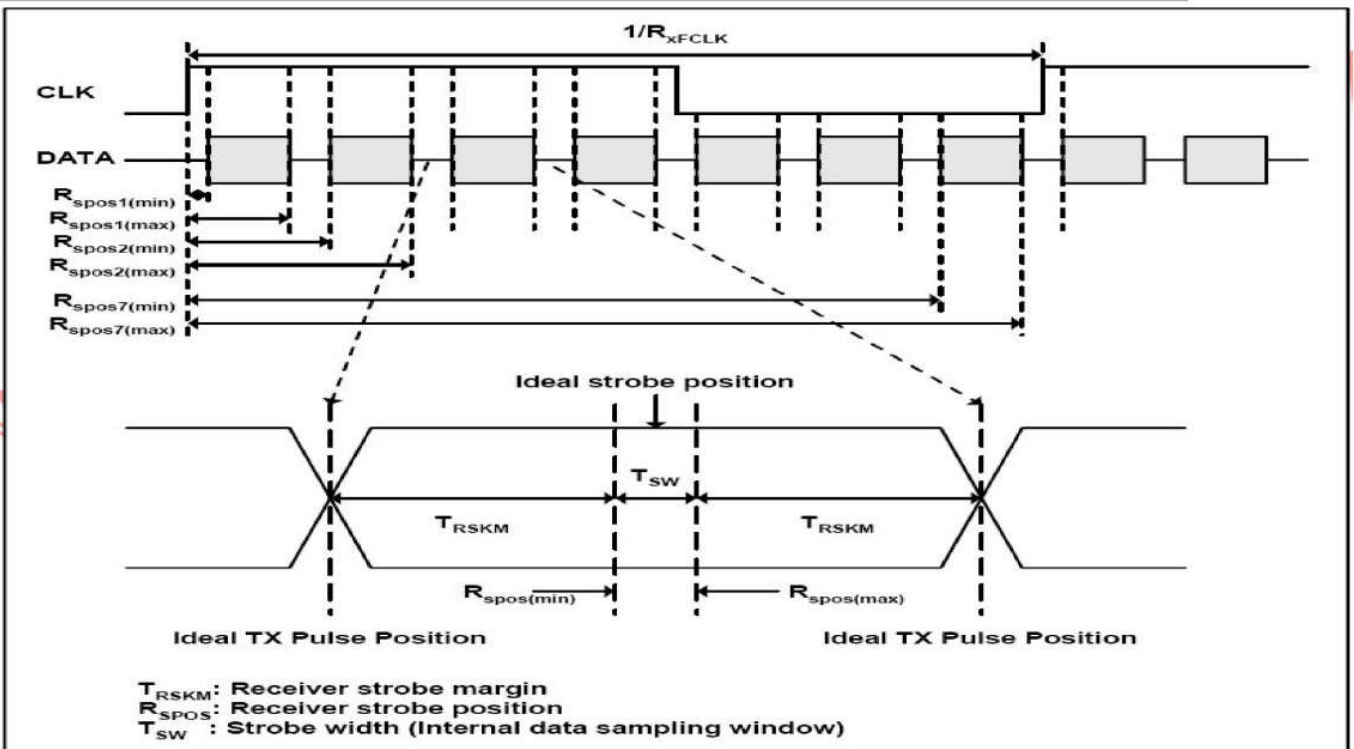 1/RxFCLK
CLK
DATA
Rspos1(min)
Rspos1(max)
Rspos2(min)
Rspos2(max)
Rspos7(min)
Rspos7(max)
Ideal strobe position
TSW
TRSKM
TRSKM
Rspos(min)
Rspos(max)
Ideal TX Pulse Position
Ideal TX Pulse Position
TRSKM: Receiver strobe margin
RSPOS: Receiver strobe position
TSW : Strobe width (Internal data sampling window)